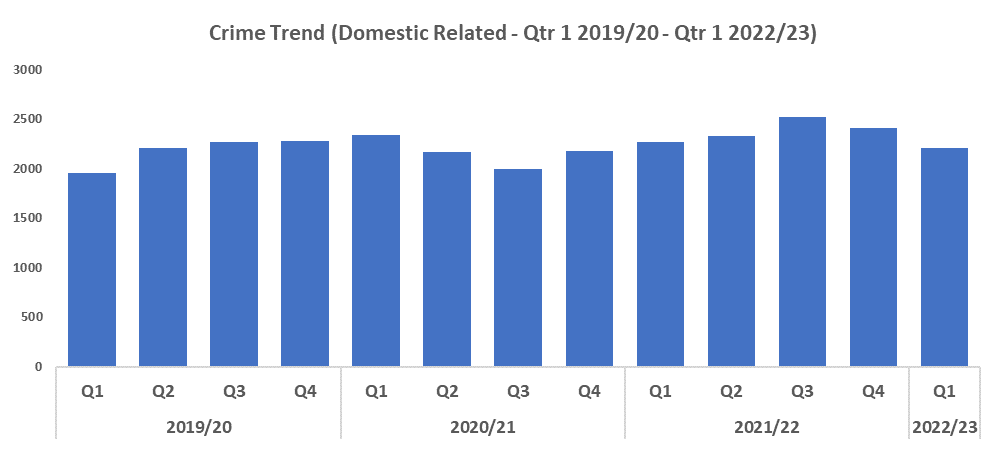 Crime Trend (Domestic Related - Qtr 1 2019/20 - Qtr 1 2022/23)
3000
2500
2000
1500
1000
500
0
Q1 Q2 Q3 Q4 Q1 Q2 Q3 Q4 Q1 Q2 Q3 Q4 Q1
2019/20 2020/21 2021/22 2022/23